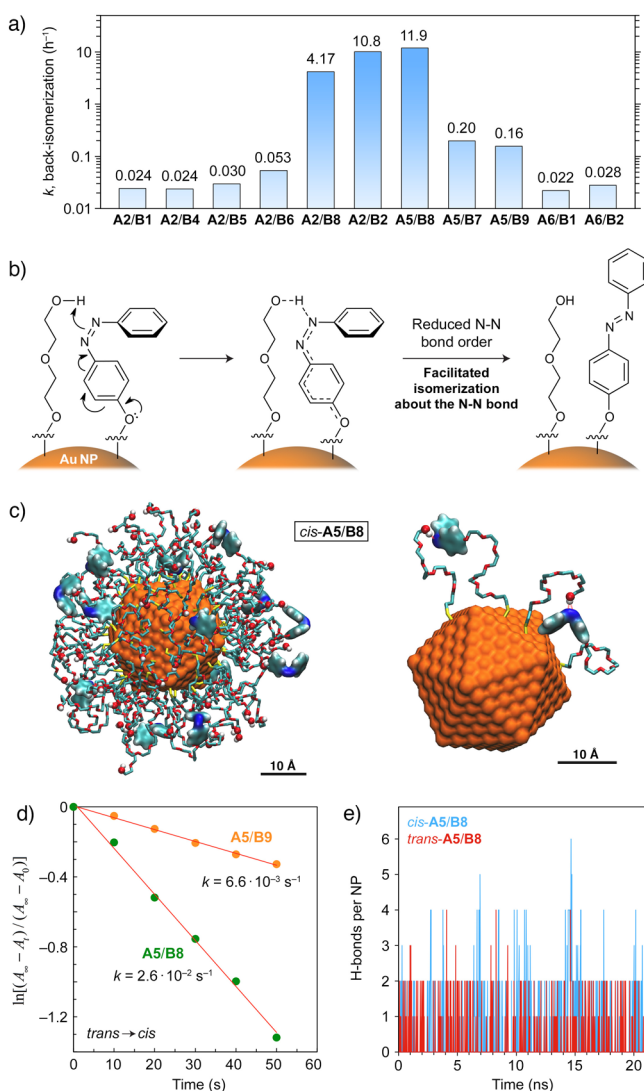 a)
k, back-isomerization (h⁻¹)
10
1
0.1
0.01
0.024
0.024
0.030
0.053
4.17
10.8
11.9
0.20
0.16
0.022
0.028
A2/B1 A2/B4 A2/B5 A2/B6 A2/B8 A2/B2 A5/B8 A5/B7 A5/B9 A6/B1 A6/B2
b)
O–H
N
N
O
O
O:
Au NP
O--H
N
N
O
O
O
Reduced N-N
bond order
Facilitated
isomerization
about the N-N bond
OH
N
N
O
O
O
c)
cis-A5/B8
10 Å
10 Å
d)
ln[(A∞ − At) / (A∞ − A0)]
0
−0.4
−0.8
−1.2
A5/B9
k = 6.6 · 10⁻³ s⁻¹
A5/B8
k = 2.6 · 10⁻² s⁻¹
trans→cis
0 10 20 30 40 50 60
Time (s)
e)
H-bonds per NP
6
5
4
3
2
1
0
cis-A5/B8
trans-A5/B8
0 5 10 15 20
Time (ns)